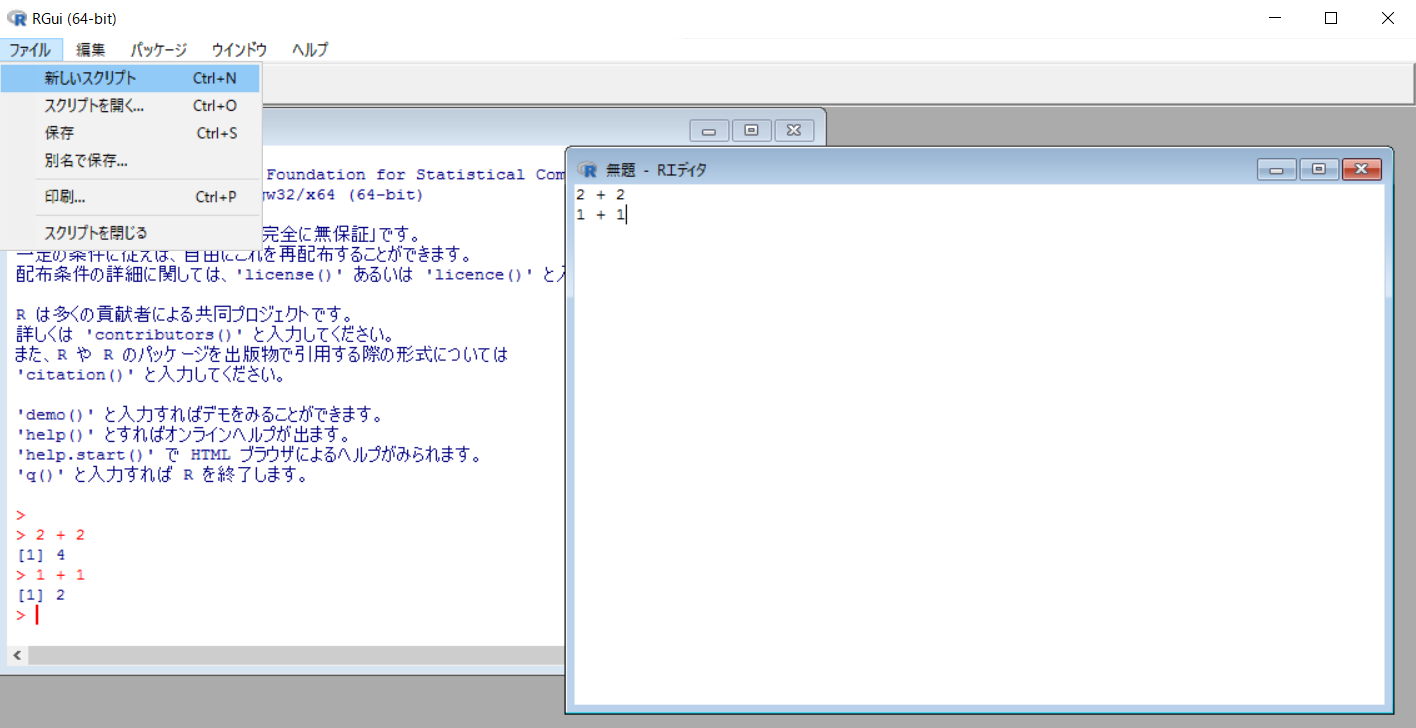 RGui (64-bit)
ファイル 編集 パッケージ ウインドウ ヘルプ
新しいスクリプト Ctrl+N
スクリプトを開く... Ctrl+O
保存 Ctrl+S
別名で保存...
印刷... Ctrl+P
スクリプトを閉じる
Foundation for Statistical Com
w32/x64 (64-bit)
完全に無保証」です。
一定の条件に従えば、自由にこれを再配布することができます。
配布条件の詳細に関しては、'license()' あるいは 'licence()' と入
R は多くの貢献者による共同プロジェクトです。
詳しくは 'contributors()' と入力してください。
また、R や R のパッケージを出版物で引用する際の形式については
'citation()' と入力してください。
'demo()' と入力すればデモをみることができます。
'help()' とすればオンラインヘルプが出ます。
'help.start()' で HTML ブラウザによるヘルプがみられます。
'q()' と入力すれば R を終了します。
>
> 2 + 2
[1] 4
> 1 + 1
[1] 2
>
無題 - Rエディタ
2 + 2
1 + 1